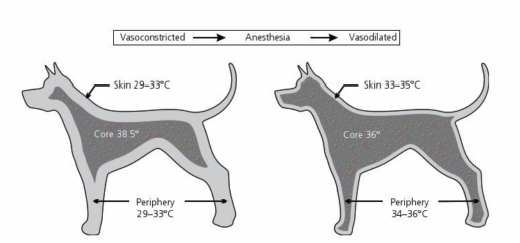 Vasoconstricted → Anesthesia → Vasodilated
Skin 29–33°C
Core 38.5°
Periphery
29–33°C
Skin 33–35°C
Core 36°
Periphery
34–36°C